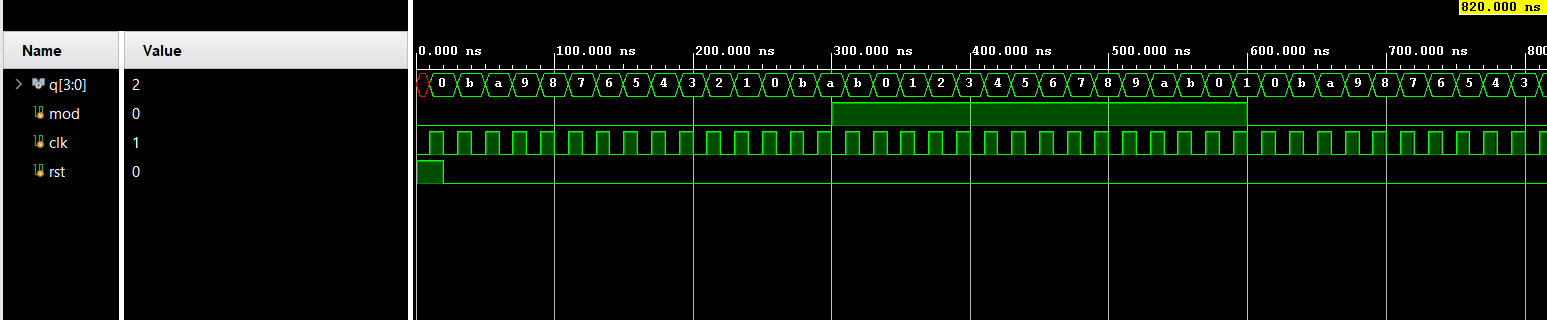 820.000 ns
Name Value
0.000 ns 100.000 ns 200.000 ns 300.000 ns 400.000 ns 500.000 ns 600.000 ns 700.000 ns 800
q[3:0] 2 0 b a 9 8 7 6 5 4 3 2 1 0 b a b 0 1 2 3 4 5 6 7 8 9 a b 0 1 0 b a 9 8 7 6 5 4 3
mod 0
clk 1
rst 0